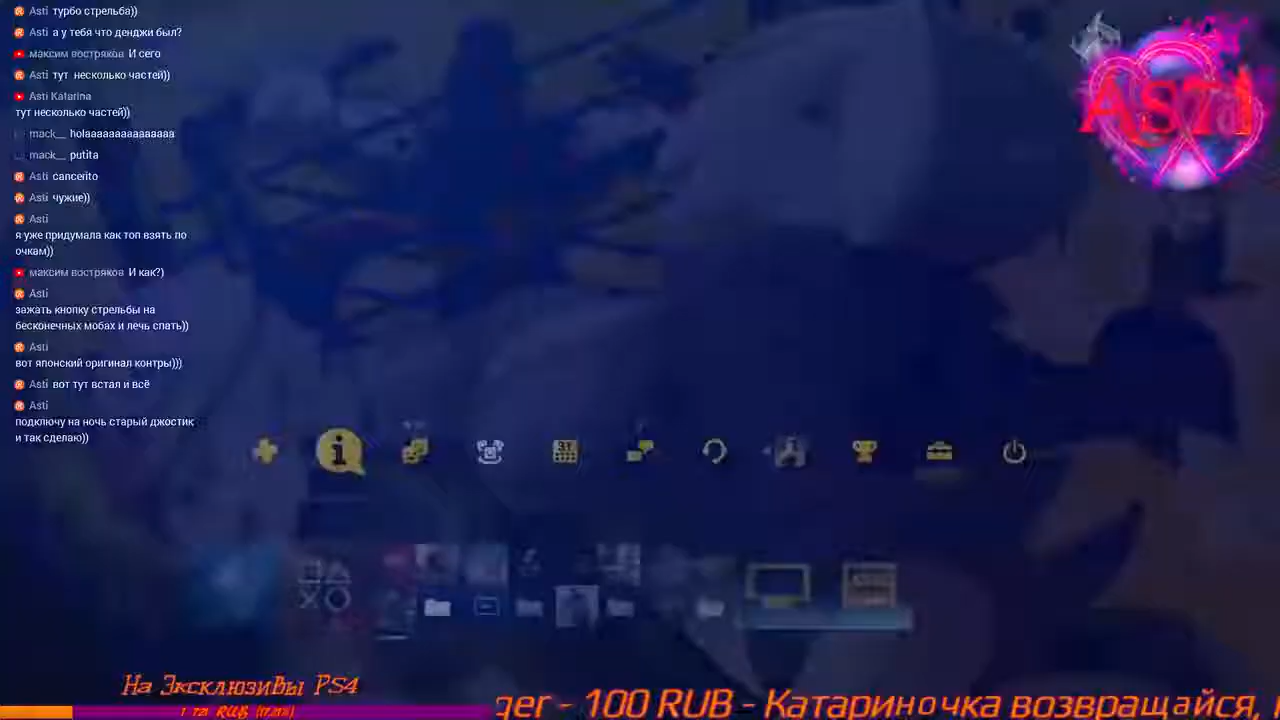 Asti турбо стрельба))
Asti а у тебя что денджи был?
максим востряков И сего
Asti тут несколько частей))
Asti Katarina
тут несколько частей))
mack__ holaaaaaaaaaaaaaaa
mack__ putita
Asti cancerito
Asti чужие))
Asti
я уже придумала как топ взять по
очкам))
максим востряков И как?)
Asti
зажать кнопку стрельбы на
бесконечных мобах и лечь спать))
Asti
вот японский оригинал контры)))
Asti вот тут встал и всё
Asti
подключу на ночь старый джостик
и так сделаю))
31
На Эксклюзивы PS4
ger - 100 RUB - Катариночка возвращайся,